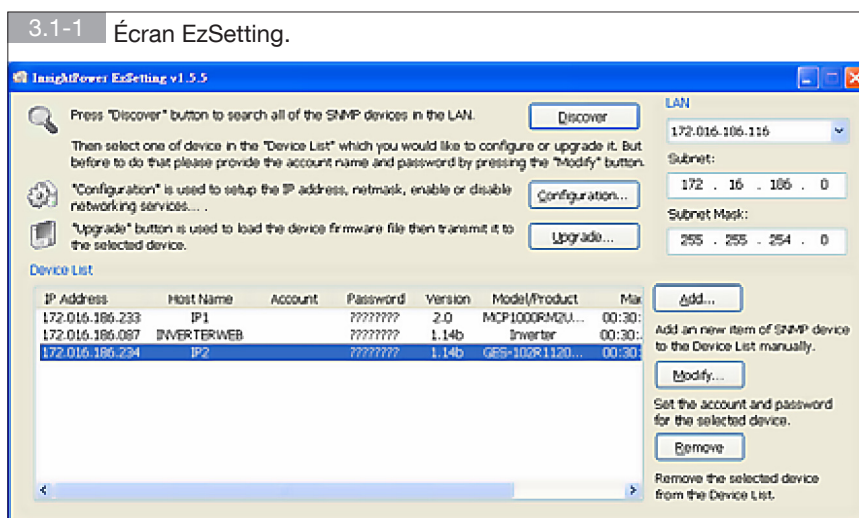 3.1-1 Écran EzSetting.
InsightPower EzSetting v1.5.5
Press "Discover" button to search all of the SNMP devices in the LAN.
Discover
Then select one of device in the "Device List" which you would like to configure or upgrade it. But
before to do that please provide the account name and password by pressing the "Modify" button.
"Configuration" is used to setup the IP address, netmask, enable or disable
networking services... .
Configuration...
"Upgrade" button is used to load the device firmware file then transmit it to
the selected device.
Upgrade...
LAN
172.016.186.116
Subnet:
172 . 16 . 186 . 0
Subnet Mask:
255 . 255 . 254 . 0
Device List
IP Address Host Name Account Password Version Model/Product Mac
172.016.186.233 IP1 ???????? 2.0 MCP1000RM2U... 00:30:
172.016.186.087 INVERTERWEB ???????? 1.14b Inverter 00:30:.
172.016.186.234 IP2 ???????? 1.14b GES-102R1120... 00:30:
Add...
Add an new item of SNMP device
to the Device List manually.
Modify...
Set the account and password
for the selected device.
Remove
Remove the selected device
from the Device List.